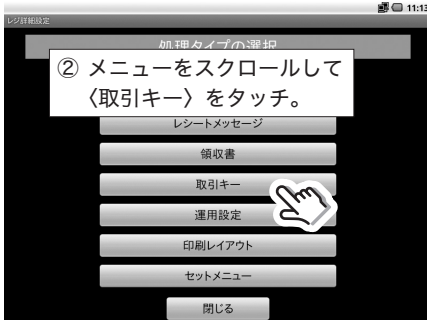 11:13
レジ詳細設定
処理タイプの選択
② メニューをスクロールして
〈取引キー〉をタッチ。
レシートメッセージ
領収書
取引キー
運用設定
印刷レイアウト
セットメニュー
閉じる